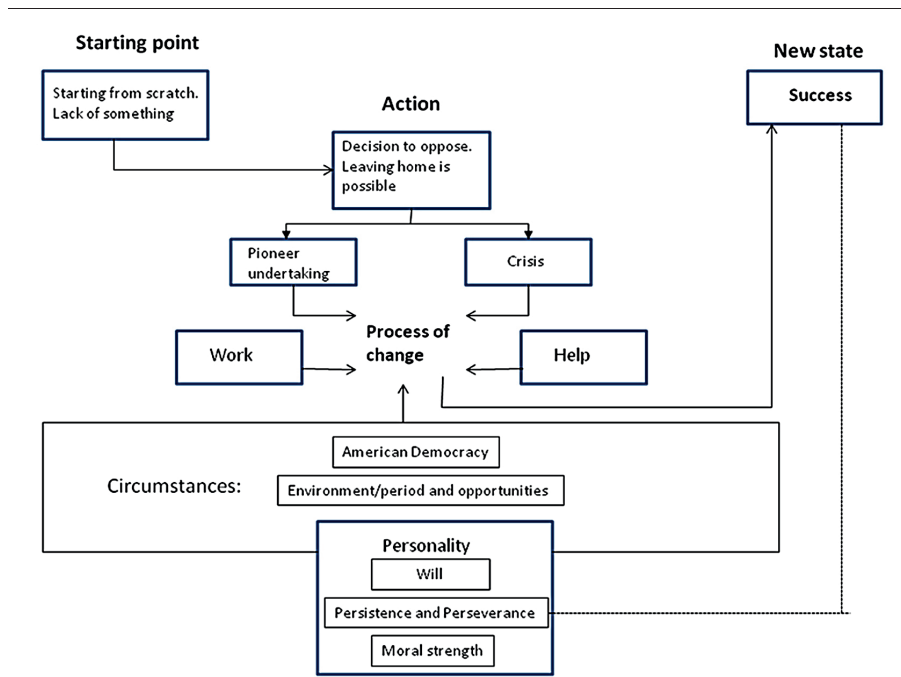 Starting point
New state
Starting from scratch.
Lack of something
Success
Action
Decision to oppose.
Leaving home is
possible
Pioneer
undertaking
Crisis
Process of
change
Work
Help
American Democracy
Circumstances:
Environment/period and opportunities
Personality
Will
Persistence and Perseverance
Moral strength